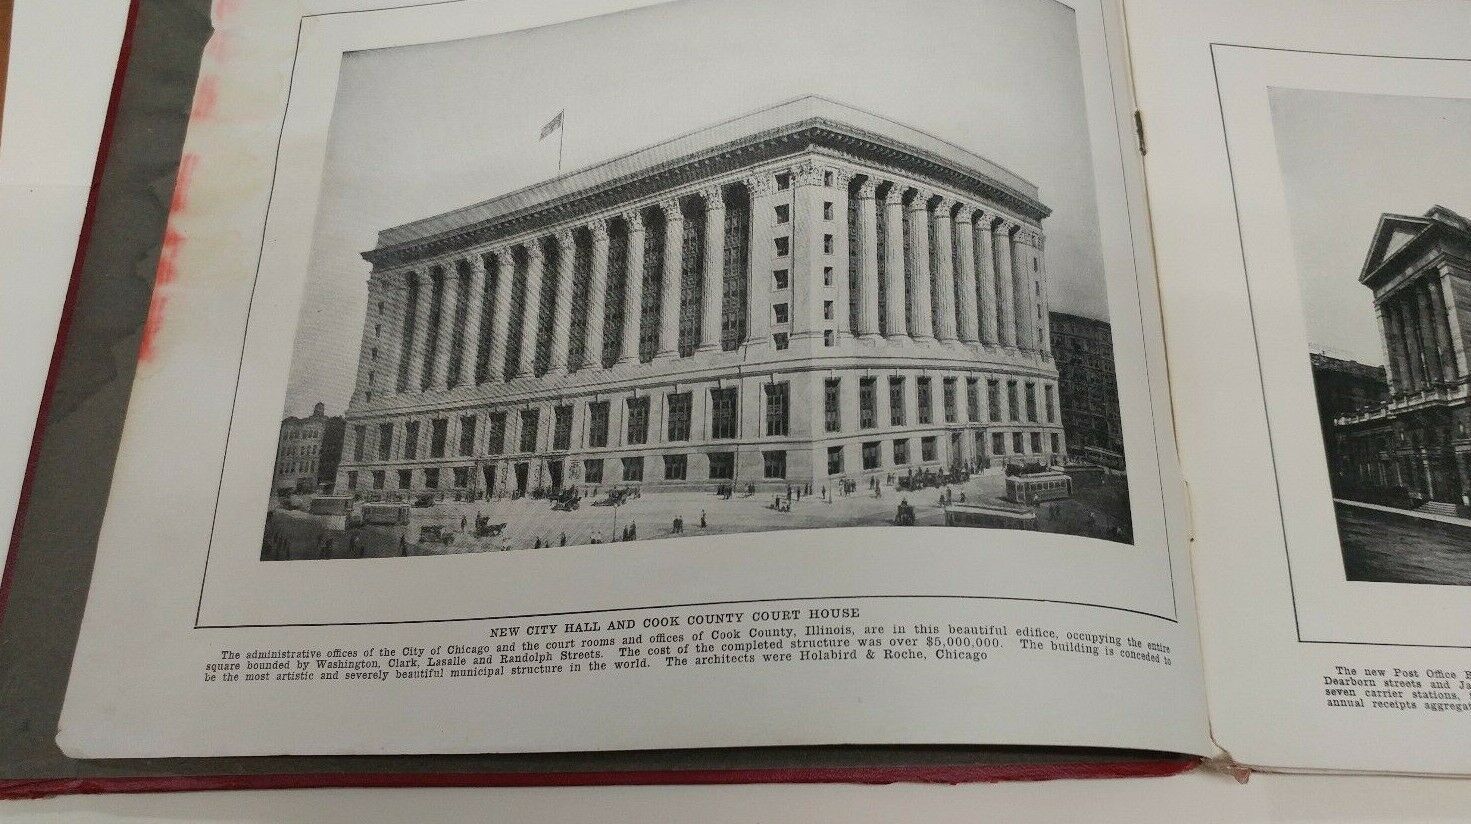 NEW CITY HALL AND COOK COUNTY COURT HOUSE
The administrative offices of the City of Chicago and the court rooms and offices of Cook County, Illinois, are in this beautiful edifice, occupying the entire
square bounded by Washington, Clark, Lasalle and Randolph Streets. The cost of the completed structure was over $5,000,000. The building is conceded to
be the most artistic and severely beautiful municipal structure in the world. The architects were Holabird & Roche, Chicago
The new Post Office
Dearborn streets and
seven carrier stations,
annual receipts